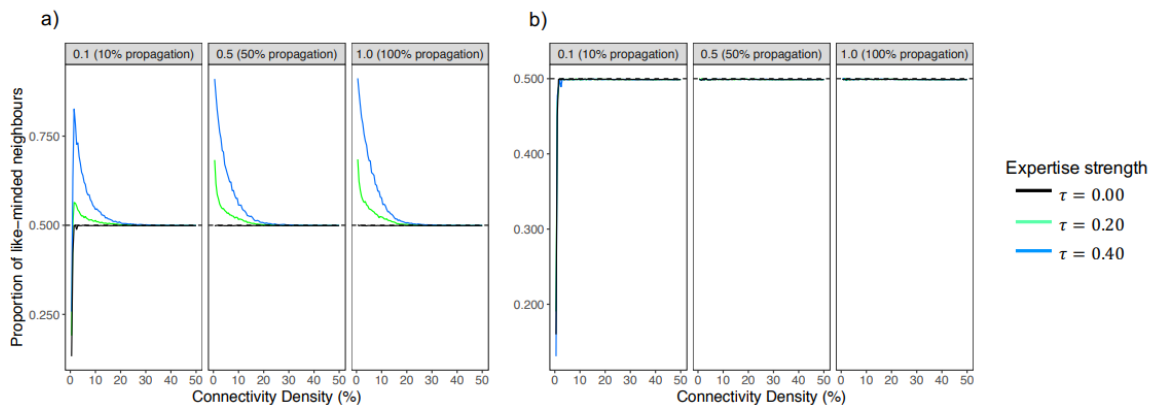 a)
0.1 (10% propagation) 0.5 (50% propagation) 1.0 (100% propagation)
Proportion of like−minded neighbours
0.750
0.500
0.250
0 10 20 30 40 50 0 10 20 30 40 50 0 10 20 30 40 50
Connectivity Density (%)
b)
0.1 (10% propagation) 0.5 (50% propagation) 1.0 (100% propagation)
0.500
0.400
0.300
0.200
0 10 20 30 40 50 0 10 20 30 40 50 0 10 20 30 40 50
Connectivity Density (%)
Expertise strength
τ = 0.00
τ = 0.20
τ = 0.40